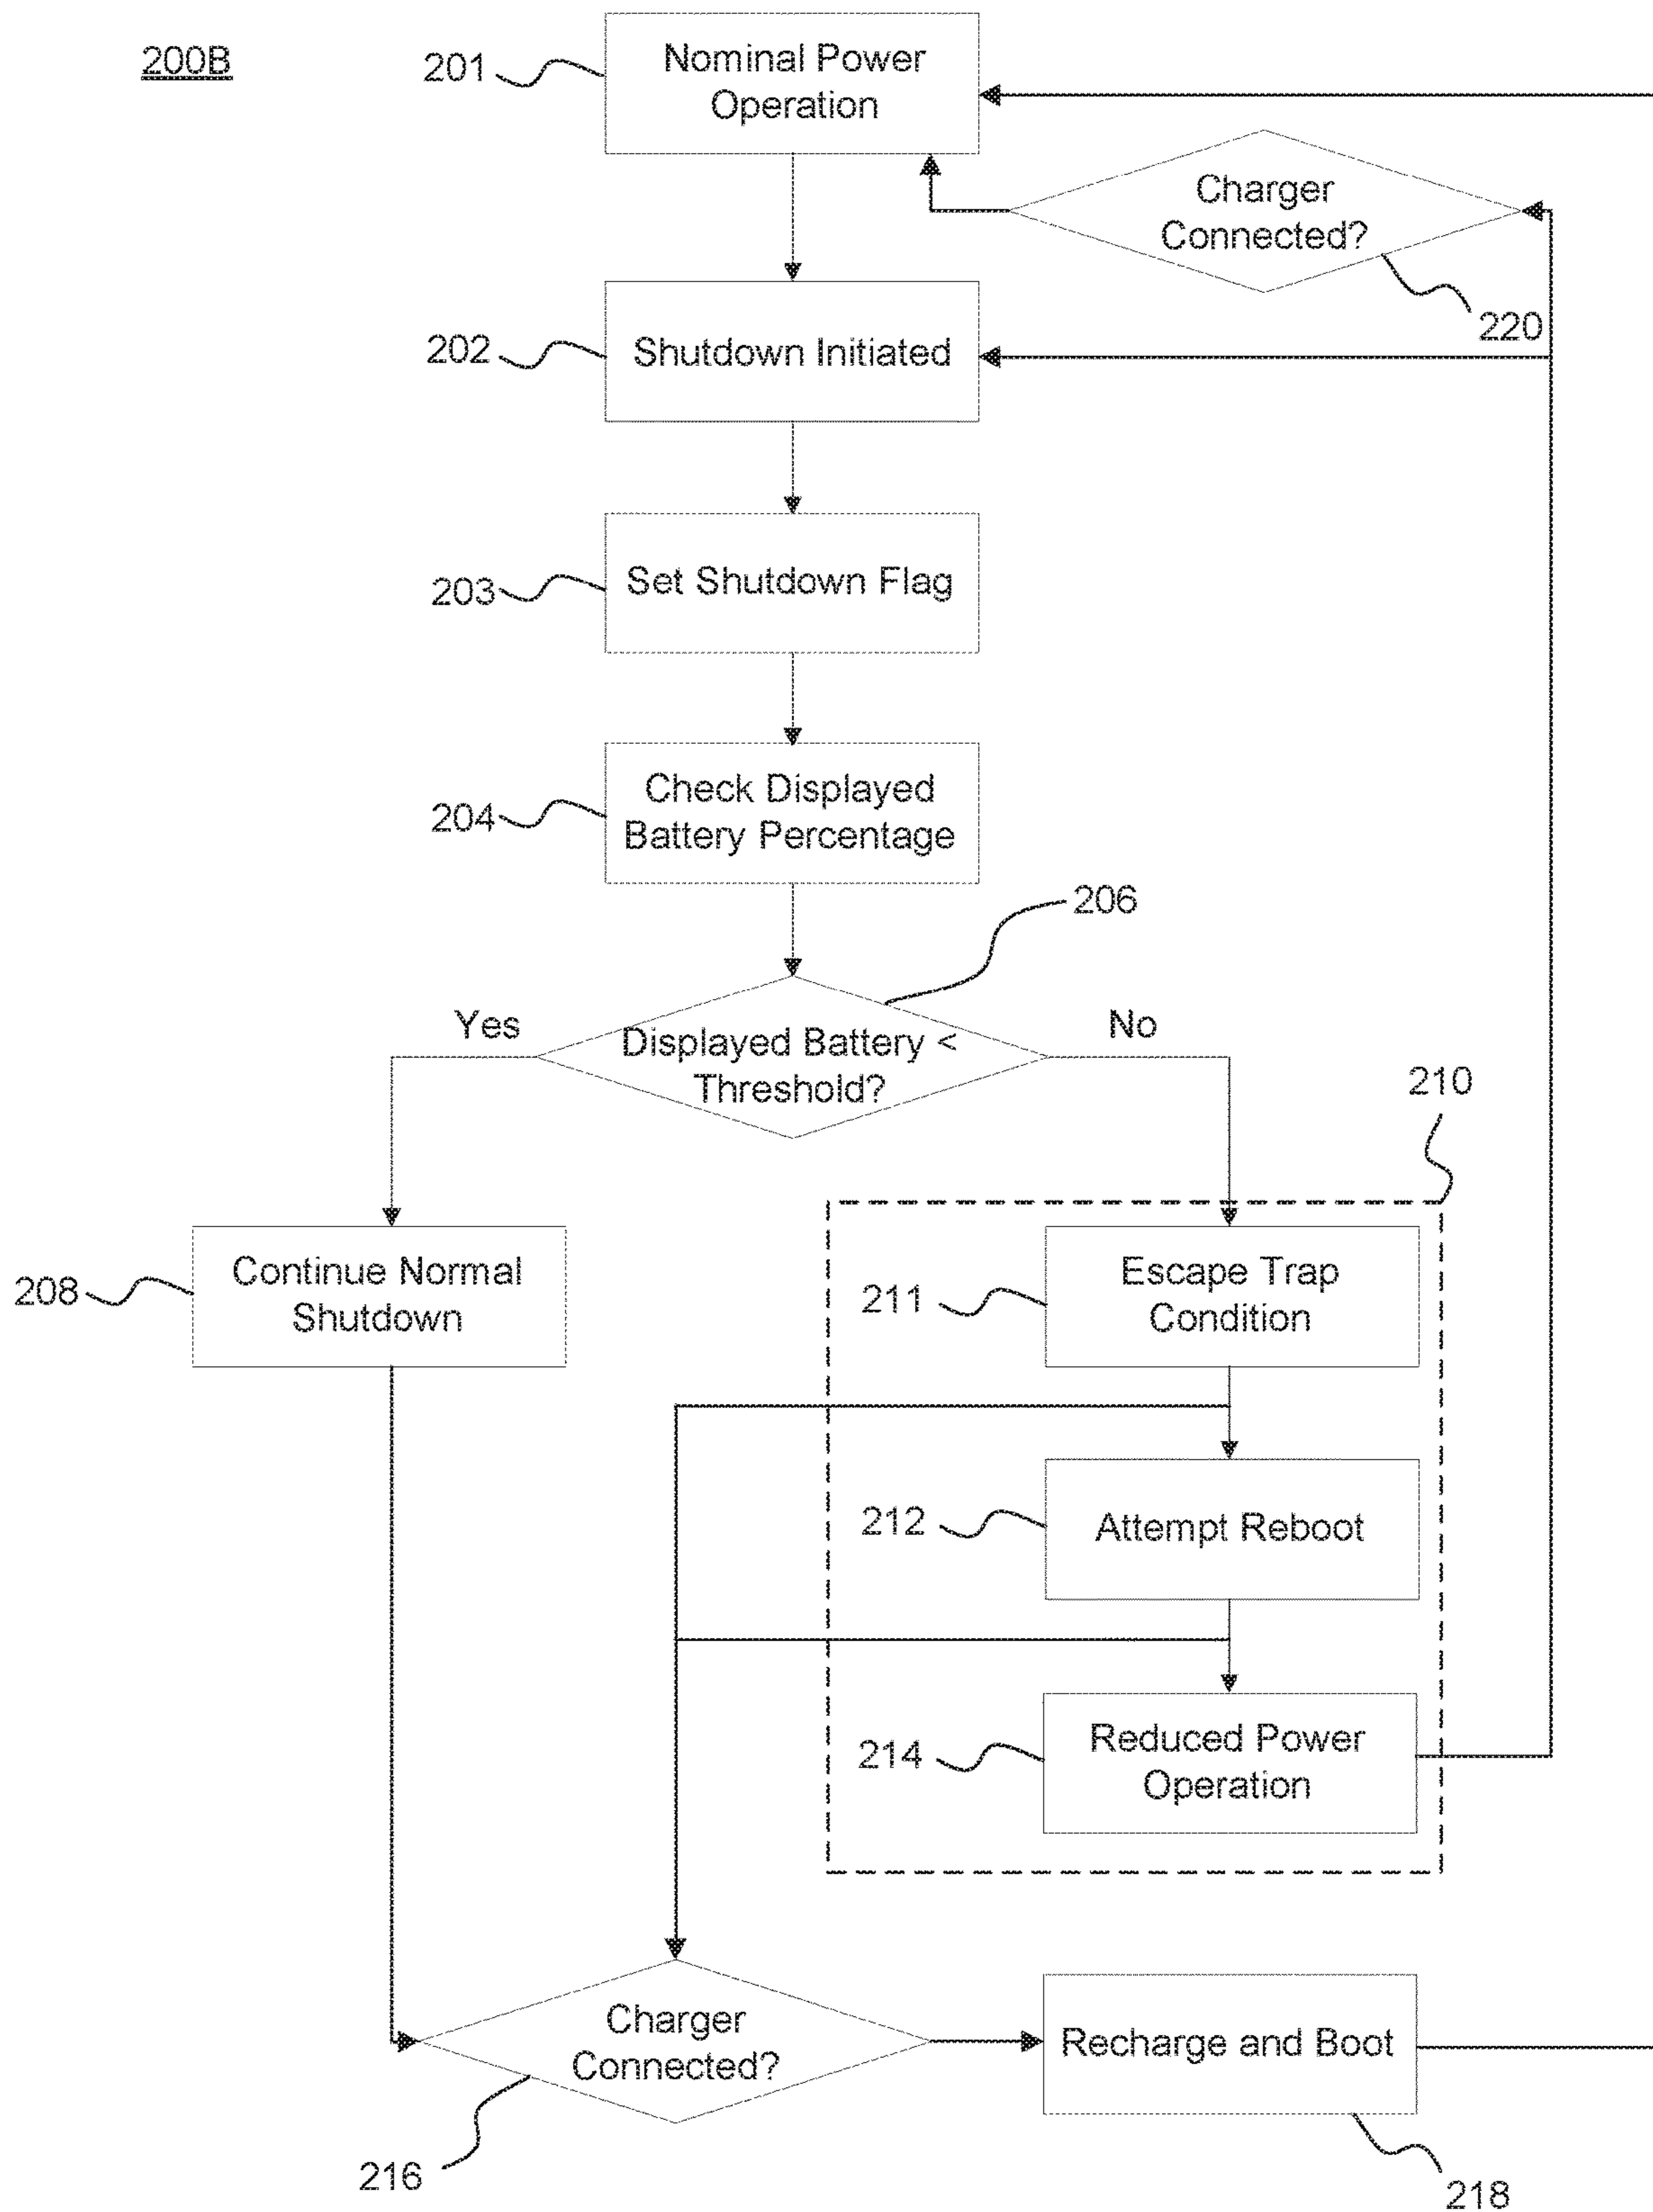 200B
201
Nominal Power
Operation
Charger
Connected?
220
202
Shutdown Initiated
203
Set Shutdown Flag
204
Check Displayed
Battery Percentage
206
Yes
No
Displayed Battery <
Threshold?
210
208
Continue Normal
Shutdown
211
Escape Trap
Condition
212
Attempt Reboot
214
Reduced Power
Operation
Charger
Connected?
Recharge and Boot
216
218